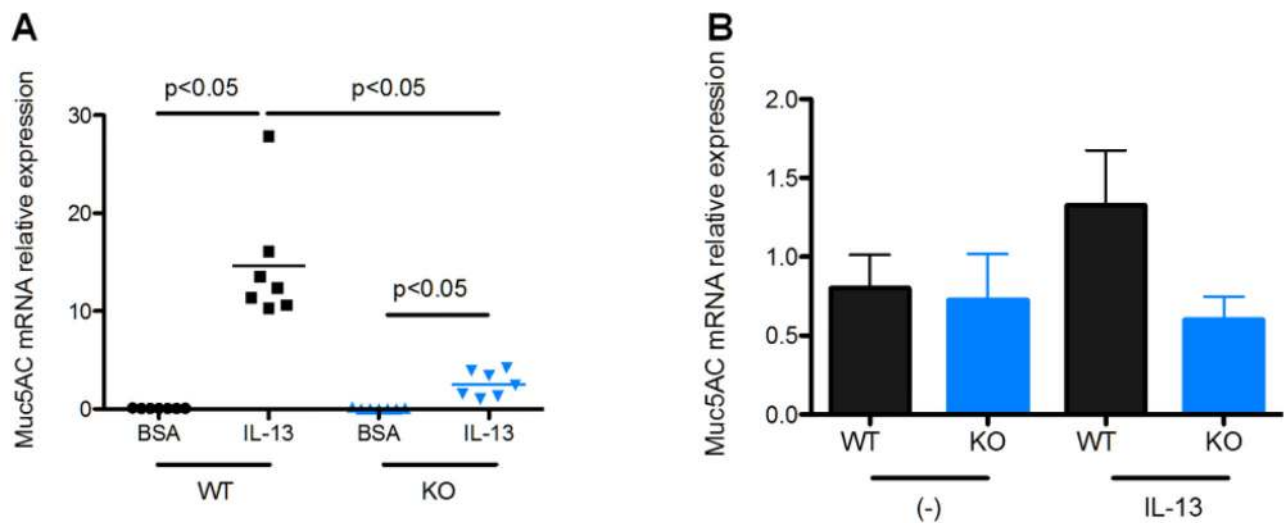 A
Muc5AC mRNA relative expression
p<0.05
p<0.05
30
20
10
0
p<0.05
BSA
IL-13
BSA
IL-13
WT
KO
B
Muc5AC mRNA relative expression
2.0
1.5
1.0
0.5
0.0
WT
KO
WT
KO
(-)
IL-13